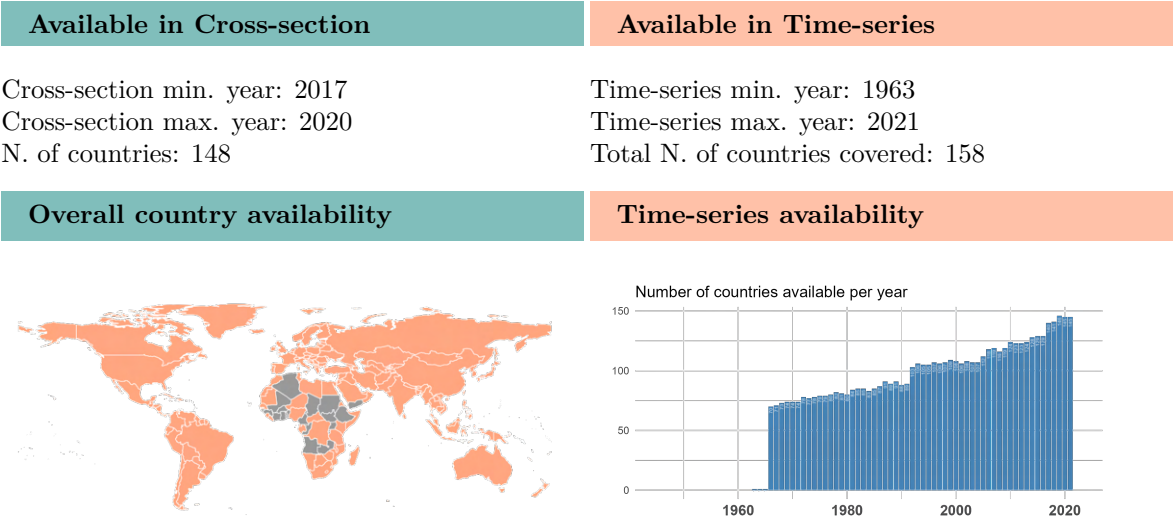 Available in Cross-section
Available in Time-series
Cross-section min. year: 2017
Cross-section max. year: 2020
N. of countries: 148
Time-series min. year: 1963
Time-series max. year: 2021
Total N. of countries covered: 158
Overall country availability
Time-series availability
Number of countries available per year
150
100
50
0
1960 1980 2000 2020